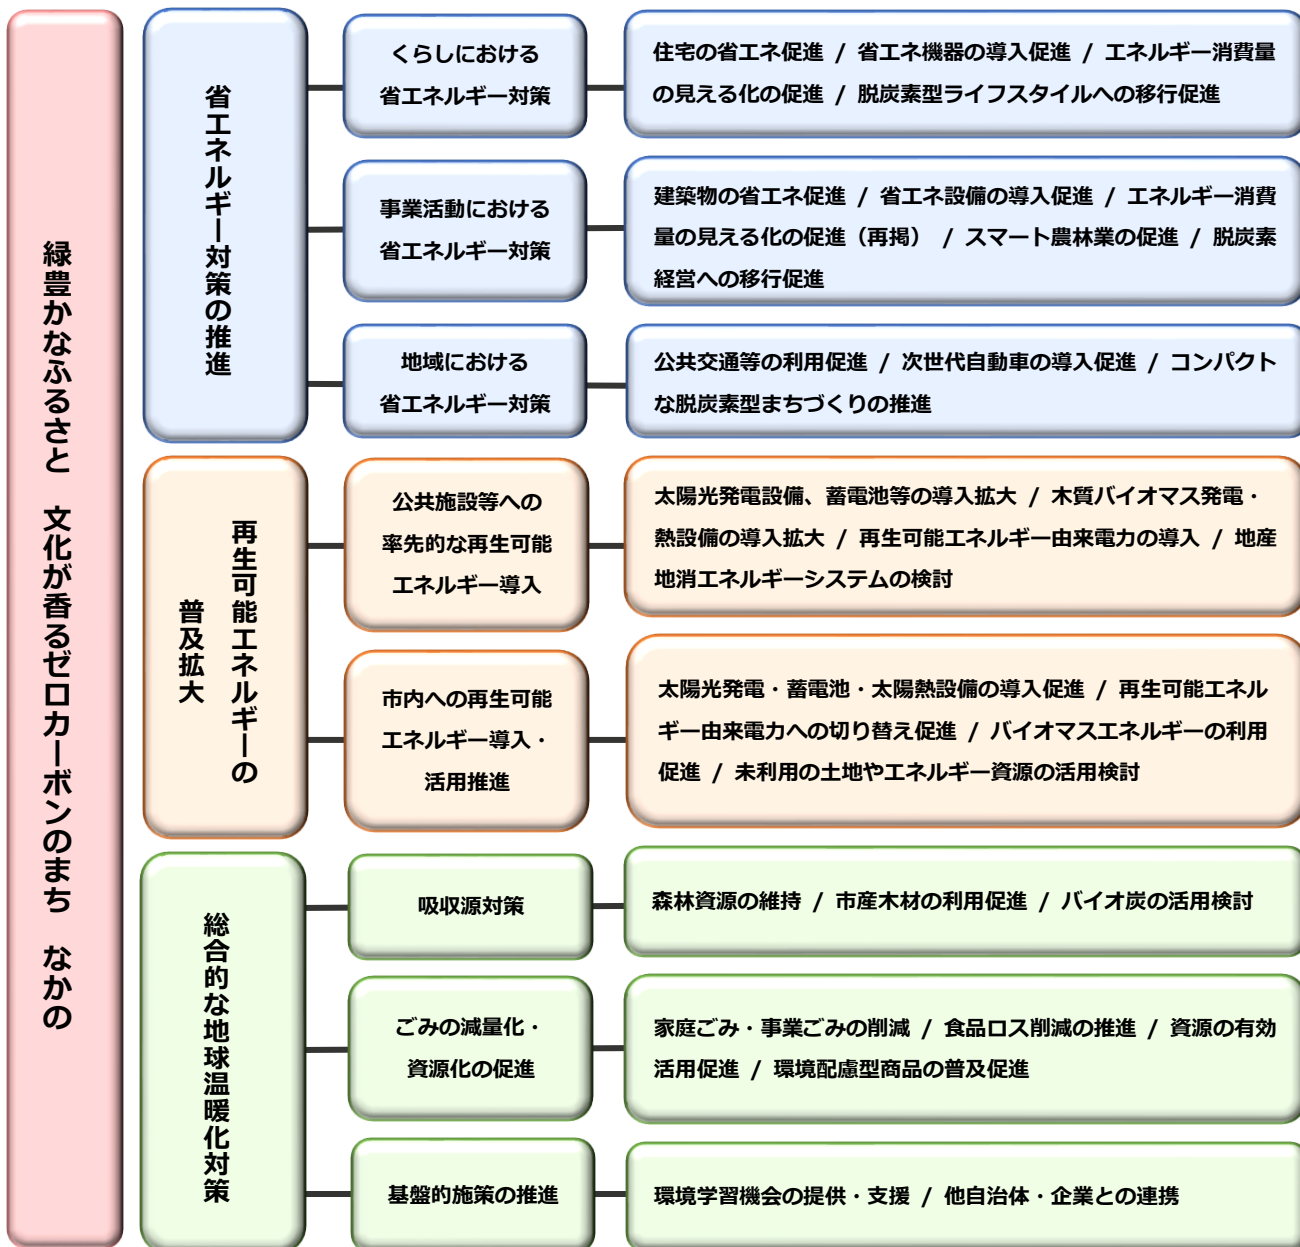 緑豊かなふるさと　文化が香るゼロカーボンのまち　なかの
省エネルギー対策の推進
くらしにおける
省エネルギー対策
住宅の省エネ促進 / 省エネ機器の導入促進 / エネルギー消費量
の見える化の促進 / 脱炭素型ライフスタイルへの移行促進
事業活動における
省エネルギー対策
建築物の省エネ促進 / 省エネ設備の導入促進 / エネルギー消費
量の見える化の促進（再掲） / スマート農林業の促進 / 脱炭素
経営への移行促進
地域における
省エネルギー対策
公共交通等の利用促進 / 次世代自動車の導入促進 / コンパクト
な脱炭素型まちづくりの推進
再生可能エネルギーの
普及拡大
公共施設等への
率先的な再生可能
エネルギー導入
太陽光発電設備、蓄電池等の導入拡大 / 木質バイオマス発電・
熱設備の導入拡大 / 再生可能エネルギー由来電力の導入 / 地産
地消エネルギーシステムの検討
市内への再生可能
エネルギー導入・
活用推進
太陽光発電・蓄電池・太陽熱設備の導入促進 / 再生可能エネル
ギー由来電力への切り替え促進 / バイオマスエネルギーの利用
促進 / 未利用の土地やエネルギー資源の活用検討
総合的な地球温暖化対策
吸収源対策
森林資源の維持 / 市産木材の利用促進 / バイオ炭の活用検討
ごみの減量化・
資源化の促進
家庭ごみ・事業ごみの削減 / 食品ロス削減の推進 / 資源の有効
活用促進 / 環境配慮型商品の普及促進
基盤的施策の推進
環境学習機会の提供・支援 / 他自治体・企業との連携